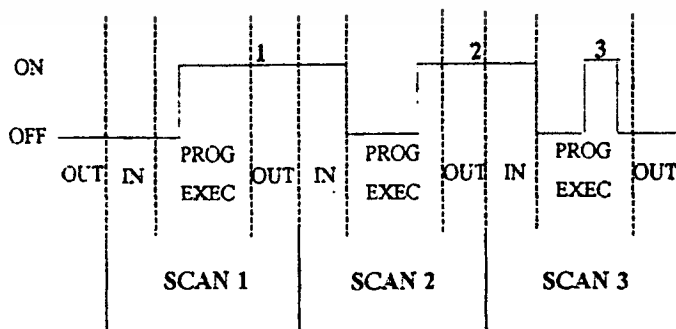 1 2 3
ON
OFF
PROG PROG PROG
OUT IN OUT IN OUT IN OUT
EXEC EXEC EXEC
SCAN 1 SCAN 2 SCAN 3